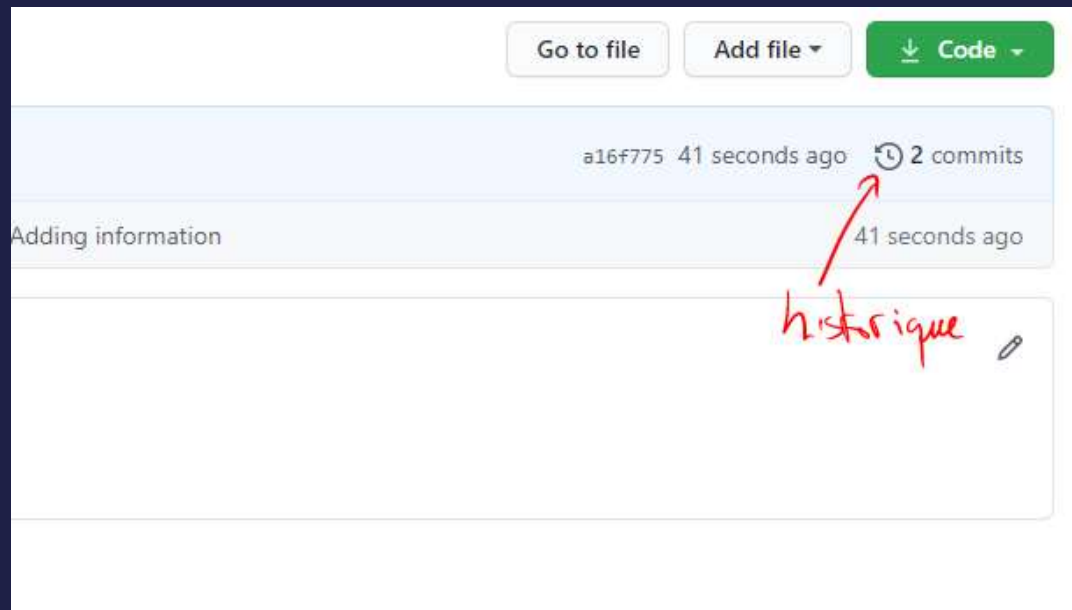 Go to file Add file Code
a16f775 41 seconds ago 2 commits
Adding information 41 seconds ago
historique